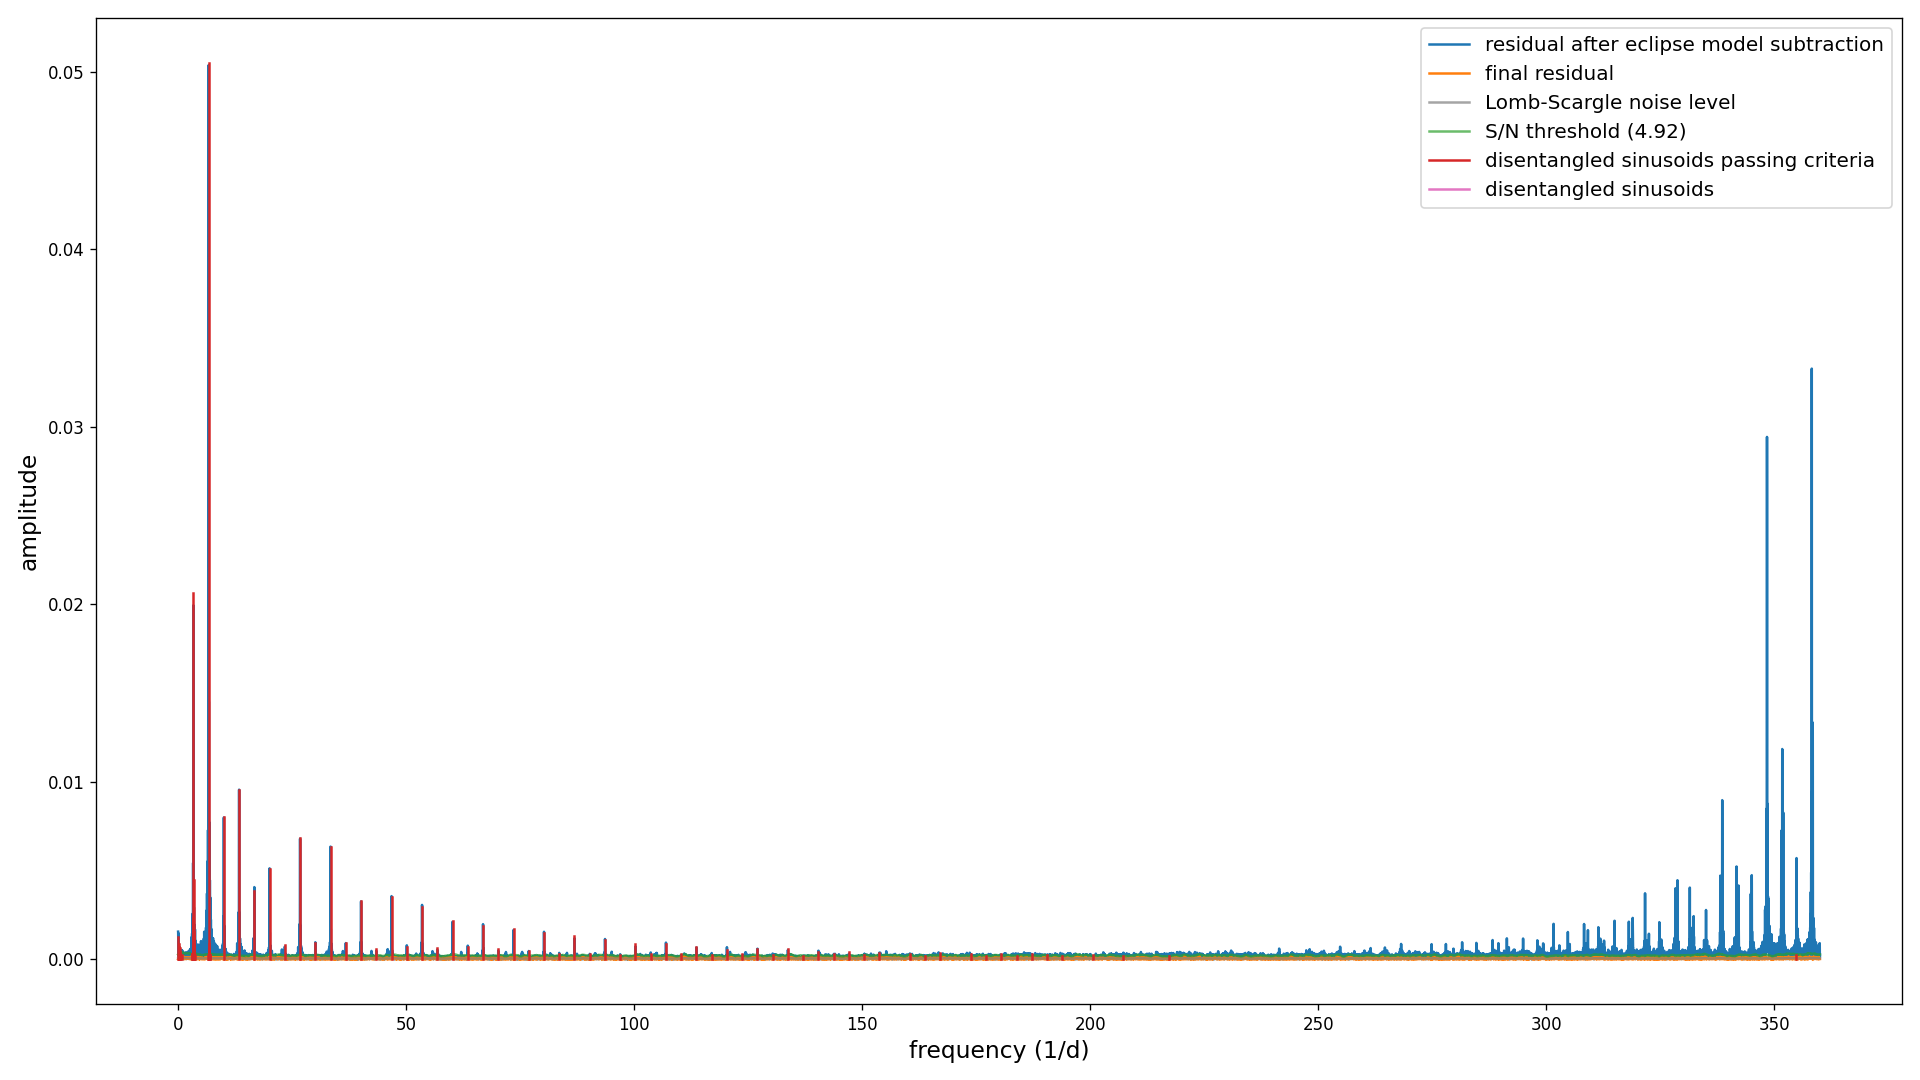 residual after eclipse model subtraction
final residual
Lomb-Scargle noise level
S/N threshold (4.92)
disentangled sinusoids passing criteria
disentangled sinusoids
0.05
0.04
0.03
0.02
0.01
0.00
amplitude
0 50 100 150 200 250 300 350
frequency (1/d)